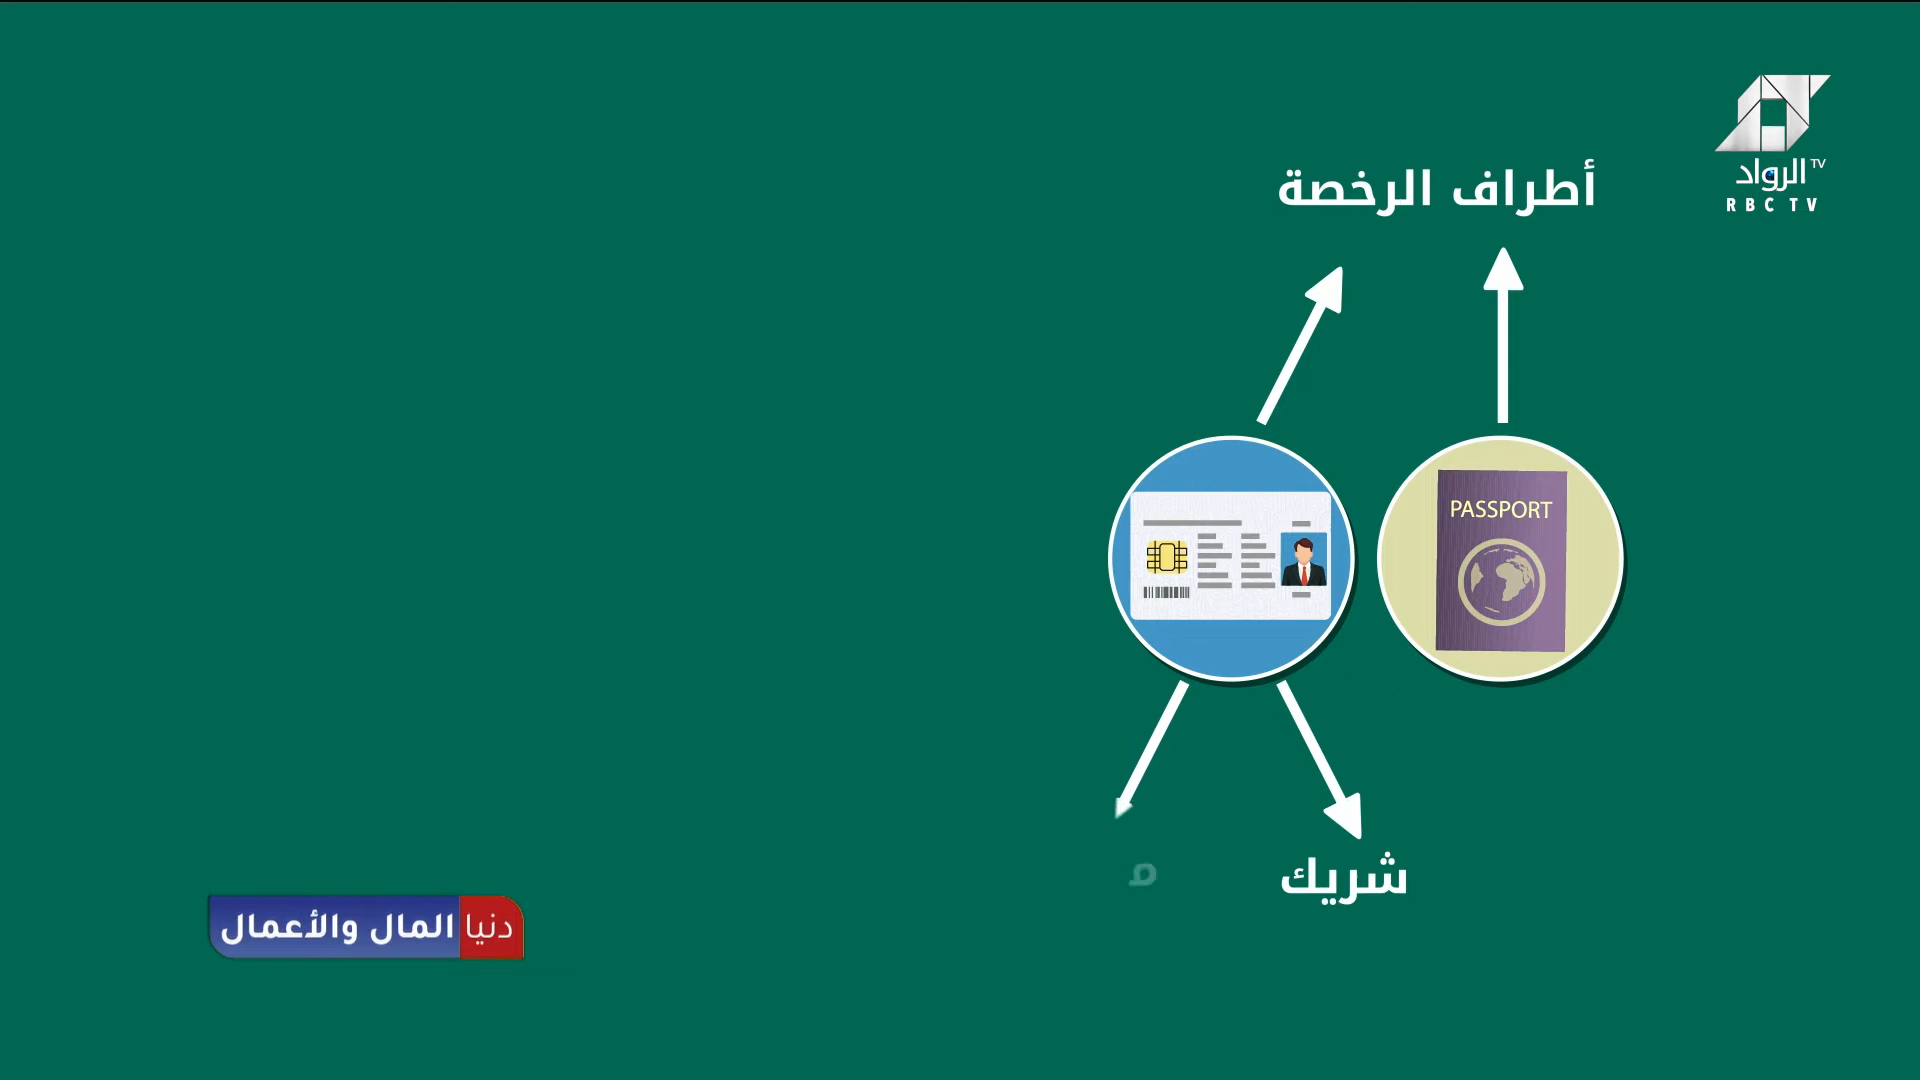 الرواد TV
RBC TV
أطراف الرخصة
PASSPORT
شريك
م
دنيا المال والأعمال